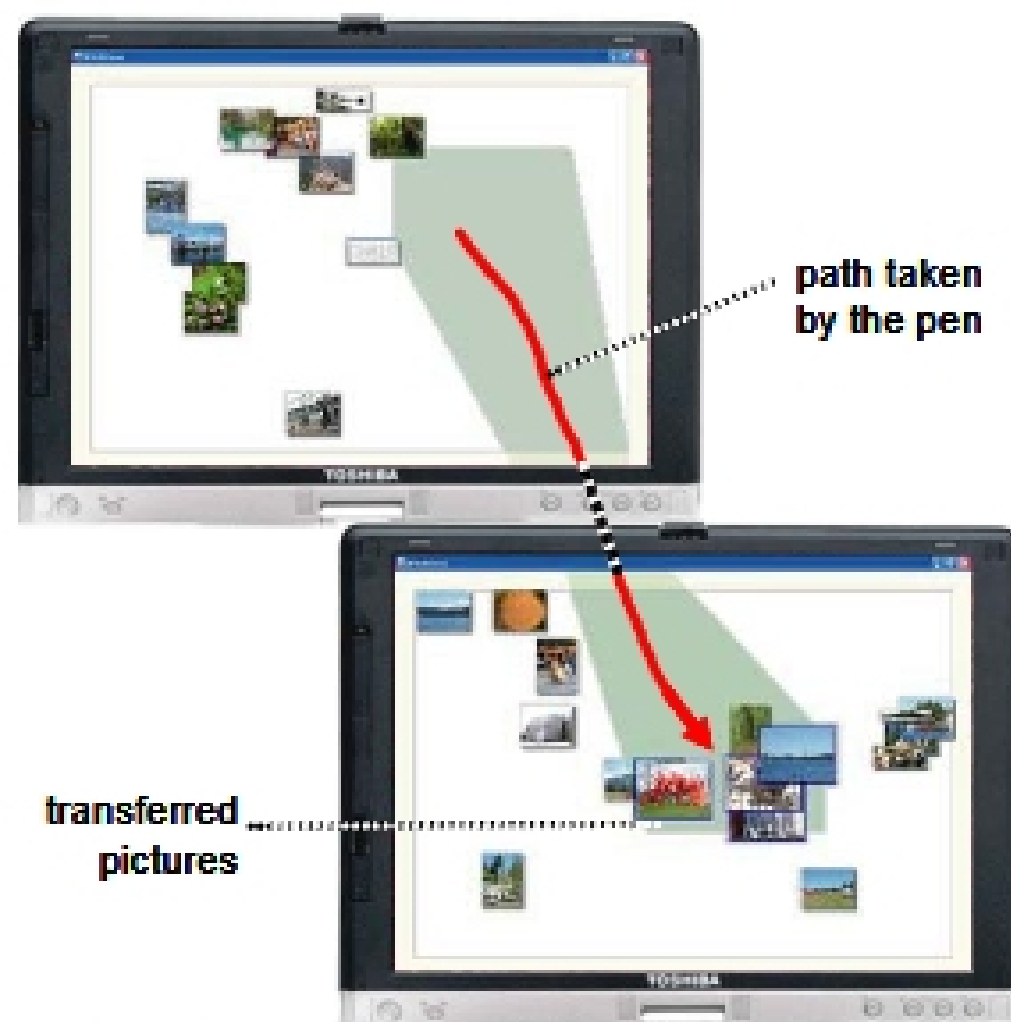 path taken
by the pen
TOSHIBA
transferred
pictures
TOSHIBA